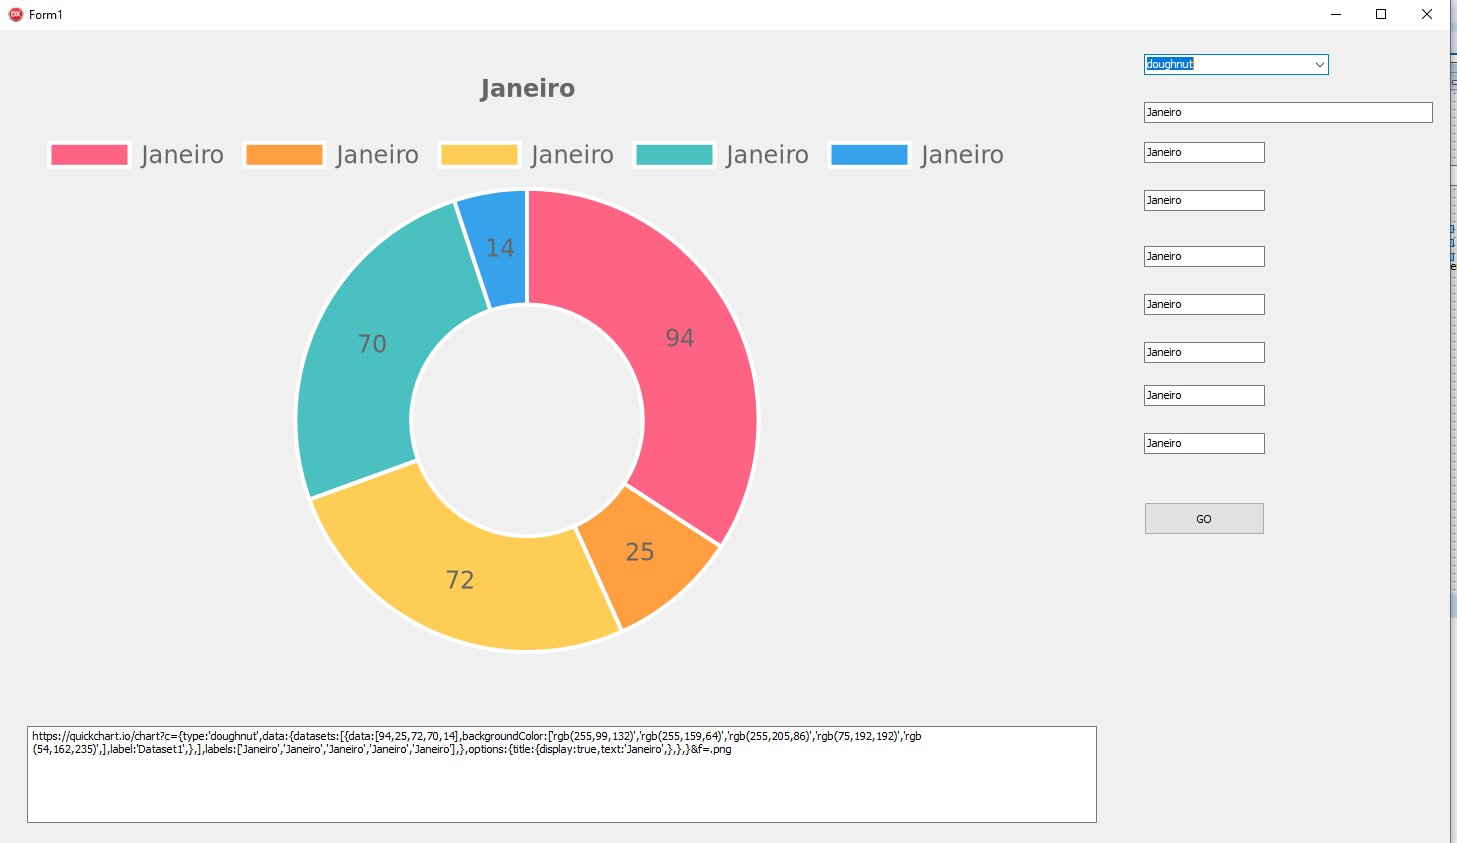 DX Form1
doughnut
Janeiro
Janeiro
Janeiro Janeiro Janeiro Janeiro Janeiro
Janeiro
Janeiro
14
Janeiro
Janeiro
94
70
Janeiro
Janeiro
Janeiro
GO
25
72
https://quickchart.io/chart?c={type:'doughnut',data:{datasets:[{data:[94,25,72,70,14],backgroundColor:['rgb(255,99,132)','rgb(255,159,64)','rgb(255,205,86)','rgb(75,192,192)','rgb
(54,162,235)',],label:'Dataset1',},],labels:['Janeiro','Janeiro','Janeiro','Janeiro','Janeiro'],},options:{title:{display:true,text:'Janeiro',},},}&f=.png